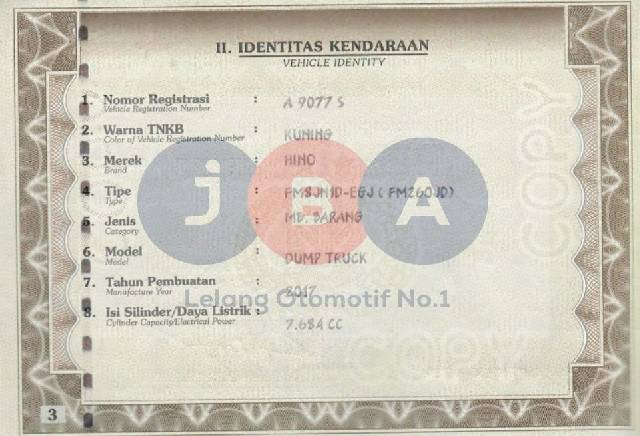 II. IDENTITAS KENDARAAN
VEHICLE IDENTITY
1. Nomor Registrasi : A 9077 S
Vehicle Registration Number
2. Warna TNKB : KUNING
Color of Vehicle Registration Number
3. Merek : HINO
Brand
4. Tipe : FM8JN1D-EGJ ( FM260JD)
Type
5. Jenis : MB. BARANG
Category
6. Model : DUMP TRUCK
Model
7. Tahun Pembuatan : 2017
Manufacture Year
8. Isi Silinder/Daya Listrik : 7.684 CC
Cylinder Capacity/Electrical Power
JBA
Lelang Otomotif No.1
COPY
COPY
3